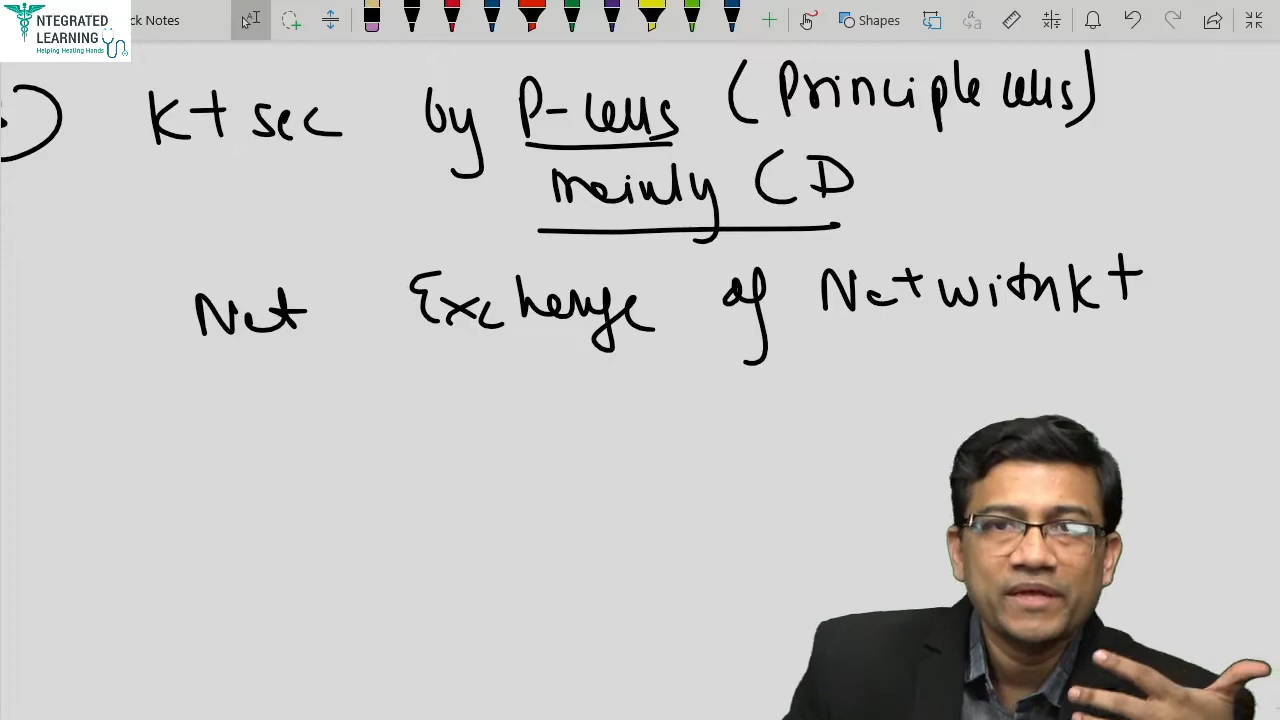 INTEGRATED
LEARNING
Helping Healing Hands
ck Notes
Shapes
K+ sec by P-cells (Principle cells)
mainly CD
Net Exchange of Na+ with K+